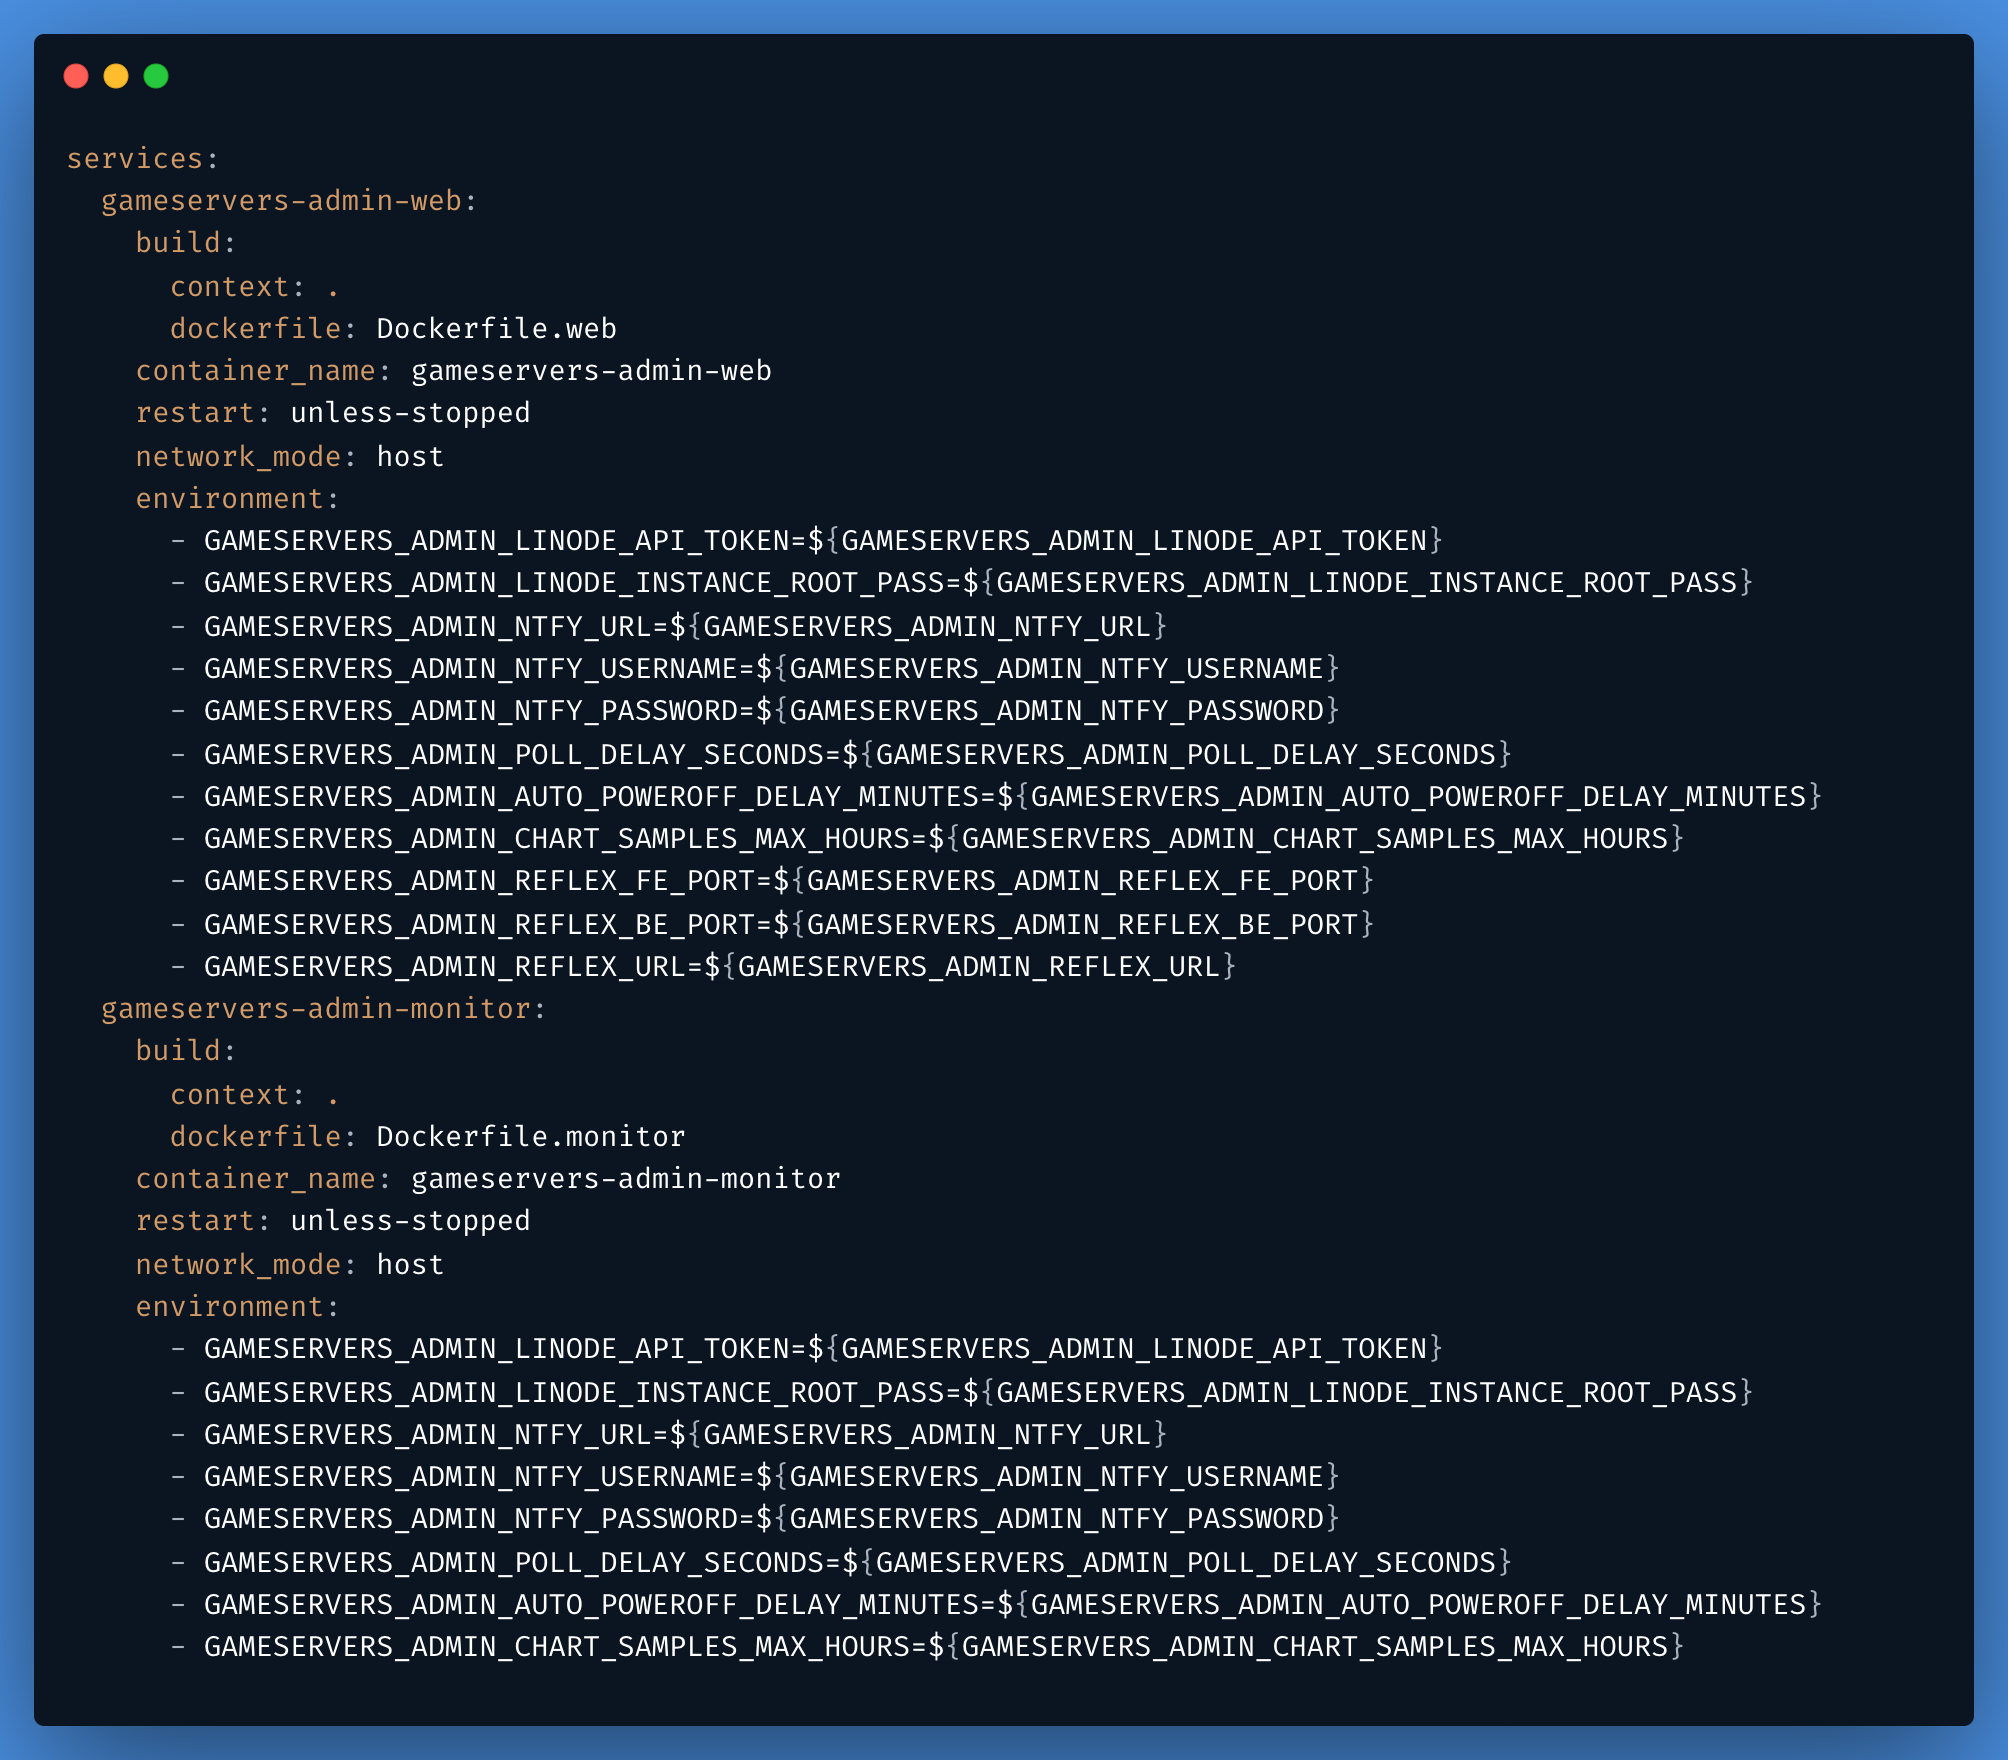 services:
  gameservers-admin-web:
    build:
      context: .
      dockerfile: Dockerfile.web
    container_name: gameservers-admin-web
    restart: unless-stopped
    network_mode: host
    environment:
      - GAMESERVERS_ADMIN_LINODE_API_TOKEN=${GAMESERVERS_ADMIN_LINODE_API_TOKEN}
      - GAMESERVERS_ADMIN_LINODE_INSTANCE_ROOT_PASS=${GAMESERVERS_ADMIN_LINODE_INSTANCE_ROOT_PASS}
      - GAMESERVERS_ADMIN_NTFY_URL=${GAMESERVERS_ADMIN_NTFY_URL}
      - GAMESERVERS_ADMIN_NTFY_USERNAME=${GAMESERVERS_ADMIN_NTFY_USERNAME}
      - GAMESERVERS_ADMIN_NTFY_PASSWORD=${GAMESERVERS_ADMIN_NTFY_PASSWORD}
      - GAMESERVERS_ADMIN_POLL_DELAY_SECONDS=${GAMESERVERS_ADMIN_POLL_DELAY_SECONDS}
      - GAMESERVERS_ADMIN_AUTO_POWEROFF_DELAY_MINUTES=${GAMESERVERS_ADMIN_AUTO_POWEROFF_DELAY_MINUTES}
      - GAMESERVERS_ADMIN_CHART_SAMPLES_MAX_HOURS=${GAMESERVERS_ADMIN_CHART_SAMPLES_MAX_HOURS}
      - GAMESERVERS_ADMIN_REFLEX_FE_PORT=${GAMESERVERS_ADMIN_REFLEX_FE_PORT}
      - GAMESERVERS_ADMIN_REFLEX_BE_PORT=${GAMESERVERS_ADMIN_REFLEX_BE_PORT}
      - GAMESERVERS_ADMIN_REFLEX_URL=${GAMESERVERS_ADMIN_REFLEX_URL}
  gameservers-admin-monitor:
    build:
      context: .
      dockerfile: Dockerfile.monitor
    container_name: gameservers-admin-monitor
    restart: unless-stopped
    network_mode: host
    environment:
      - GAMESERVERS_ADMIN_LINODE_API_TOKEN=${GAMESERVERS_ADMIN_LINODE_API_TOKEN}
      - GAMESERVERS_ADMIN_LINODE_INSTANCE_ROOT_PASS=${GAMESERVERS_ADMIN_LINODE_INSTANCE_ROOT_PASS}
      - GAMESERVERS_ADMIN_NTFY_URL=${GAMESERVERS_ADMIN_NTFY_URL}
      - GAMESERVERS_ADMIN_NTFY_USERNAME=${GAMESERVERS_ADMIN_NTFY_USERNAME}
      - GAMESERVERS_ADMIN_NTFY_PASSWORD=${GAMESERVERS_ADMIN_NTFY_PASSWORD}
      - GAMESERVERS_ADMIN_POLL_DELAY_SECONDS=${GAMESERVERS_ADMIN_POLL_DELAY_SECONDS}
      - GAMESERVERS_ADMIN_AUTO_POWEROFF_DELAY_MINUTES=${GAMESERVERS_ADMIN_AUTO_POWEROFF_DELAY_MINUTES}
      - GAMESERVERS_ADMIN_CHART_SAMPLES_MAX_HOURS=${GAMESERVERS_ADMIN_CHART_SAMPLES_MAX_HOURS}